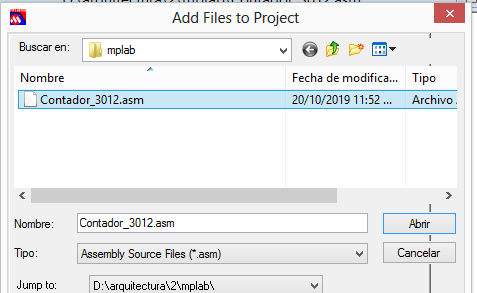 Add Files to Project
Buscar en: mplab
Nombre Fecha de modifica... Tipo
Contador_3012.asm 20/10/2019 11:52 ... Archivo
Nombre: Contador_3012.asm Abrir
Tipo: Assembly Source Files (*.asm) Cancelar
Jump to: D:\arquitectura\2\mplab\